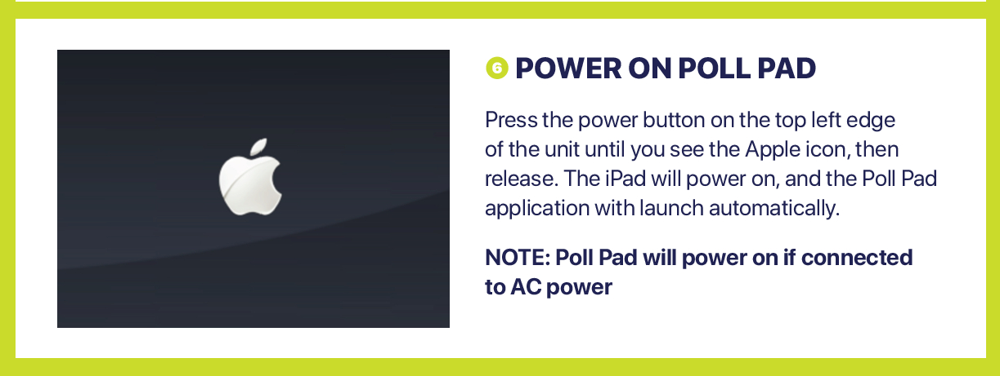 6 POWER ON POLL PAD
Press the power button on the top left edge
of the unit until you see the Apple icon, then
release. The iPad will power on, and the Poll Pad
application with launch automatically.
NOTE: Poll Pad will power on if connected
to AC power